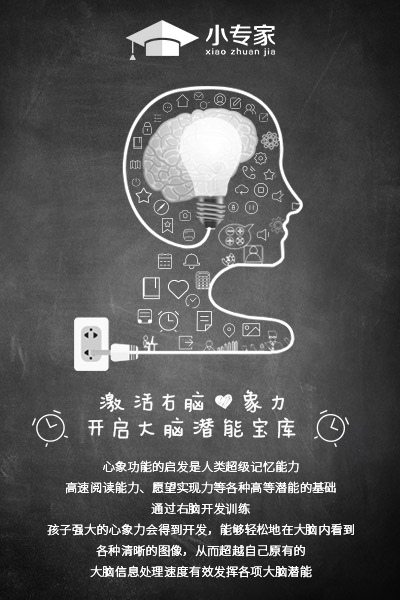 小专家
xiao zhuan jia
激活右脑心象力
开启大脑潜能宝库
心象功能的启发是人类超级记忆能力
高速阅读能力、愿望实现力等各种高等潜能的基础
通过右脑开发训练
孩子强大的心象力会得到开发，能够轻松地在大脑内看到
各种清晰的图像，从而超越自己原有的
大脑信息处理速度有效发挥各项大脑潜能